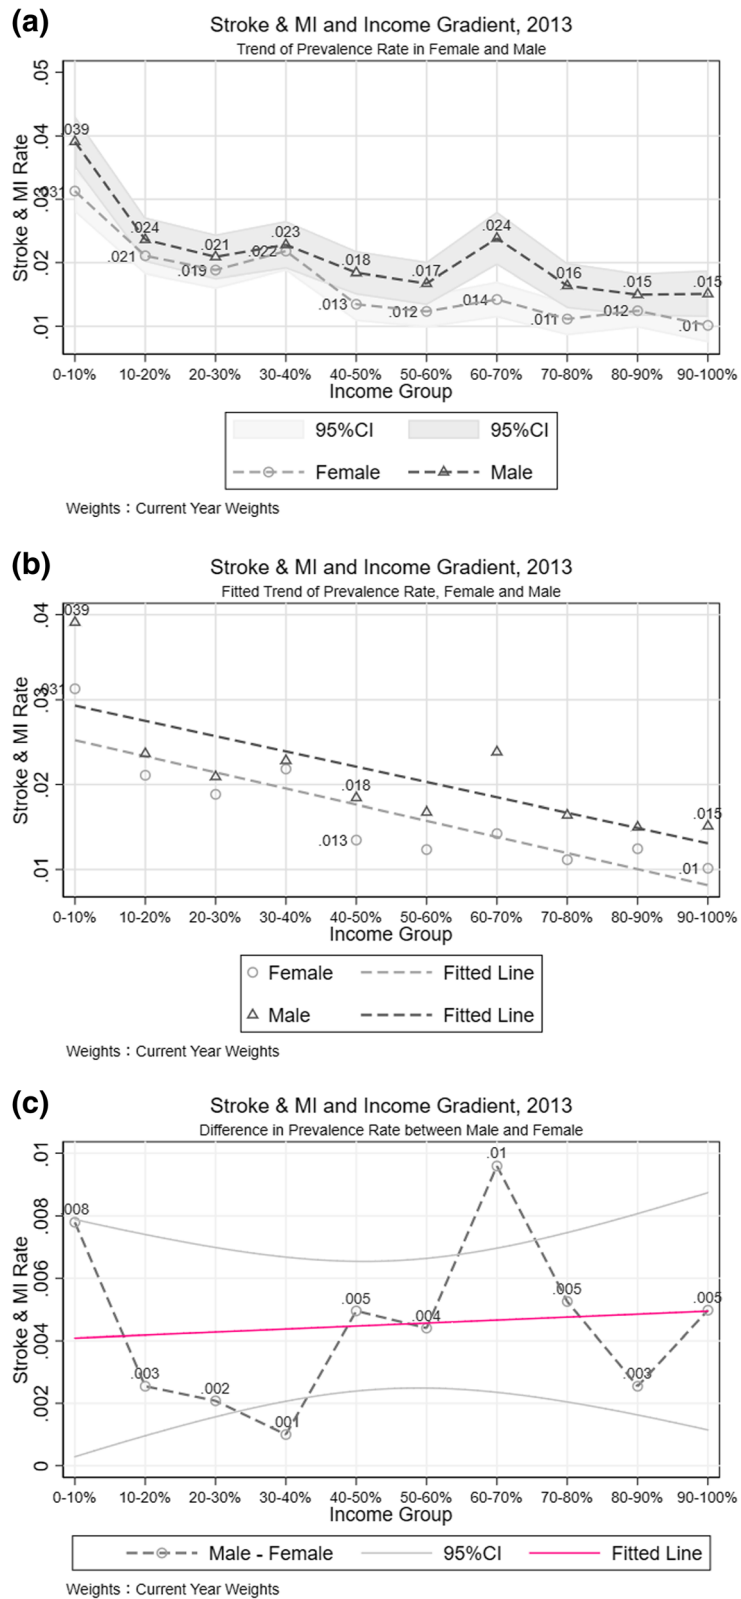 (a)
Stroke & MI and Income Gradient, 2013
Trend of Prevalence Rate in Female and Male
Stroke & MI Rate
.05
.04
.03
.02
.01
.039
.024
.021
.023
.018
.017
.024
.016
.015
.015
.031
.021
.019
.022
.013
.012
.014
.011
.012
.01
0-10% 10-20% 20-30% 30-40% 40-50% 50-60% 60-70% 70-80% 80-90% 90-100%
Income Group
95%CI 95%CI
Female Male
Weights : Current Year Weights
(b)
Stroke & MI and Income Gradient, 2013
Fitted Trend of Prevalence Rate, Female and Male
Stroke & MI Rate
.04
.03
.02
.01
.039
.031
.018
.013
.015
.01
0-10% 10-20% 20-30% 30-40% 40-50% 50-60% 60-70% 70-80% 80-90% 90-100%
Income Group
Female Fitted Line
Male Fitted Line
Weights : Current Year Weights
(c)
Stroke & MI and Income Gradient, 2013
Difference in Prevalence Rate between Male and Female
Stroke & MI Rate
.01
.008
.006
.004
.002
0
.008
.003
.002
.001
.005
.004
.01
.005
.003
.005
0-10% 10-20% 20-30% 30-40% 40-50% 50-60% 60-70% 70-80% 80-90% 90-100%
Income Group
Male - Female 95%CI Fitted Line
Weights : Current Year Weights